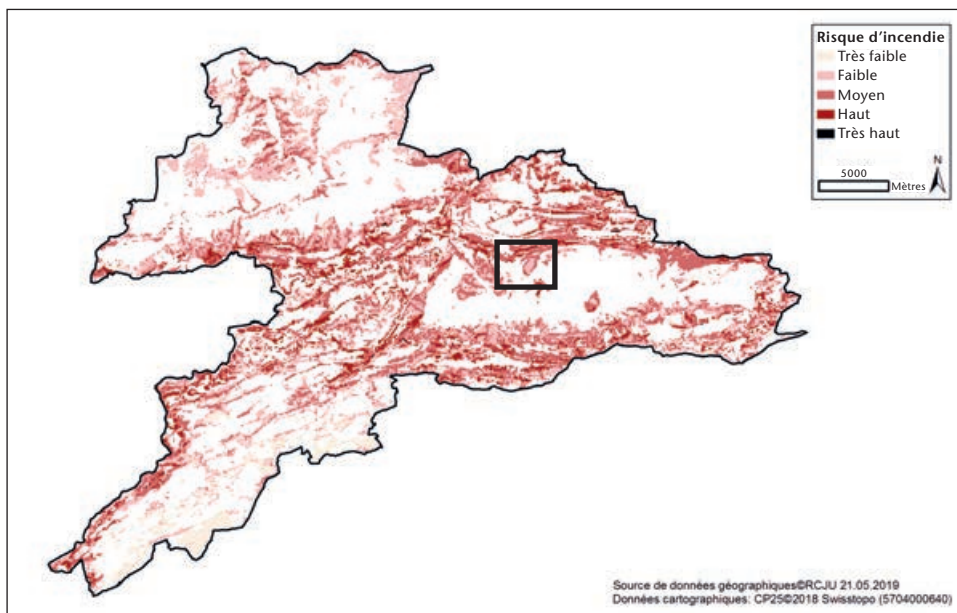 Risque d'incendie
Très faible
Faible
Moyen
Haut
Très haut
N
5000
Mètres
Source de données géographiques©RCJU 21.05.2019
Données cartographiques: CP25©2018 Swisstopo (5704000640)